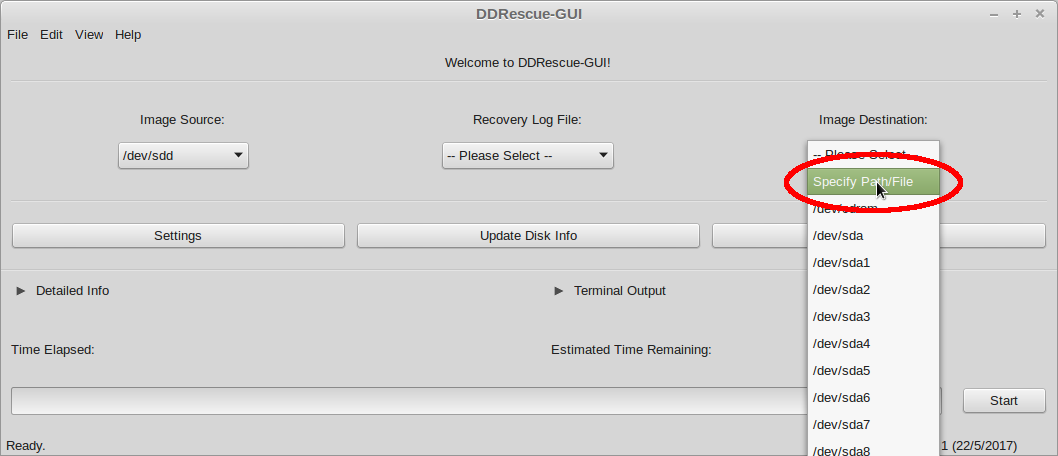 DDRescue-GUI
File Edit View Help
Welcome to DDRescue-GUI!
Image Source: Recovery Log File: Image Destination:
/dev/sdd -- Please Select -- -- Please Select
Specify Path/File
/dev/cdrom
/dev/sda
Settings Update Disk Info
/dev/sda1
Detailed Info Terminal Output /dev/sda2
/dev/sda3
Time Elapsed: Estimated Time Remaining: /dev/sda4
/dev/sda5
/dev/sda6
Start
/dev/sda7
Ready. /dev/sda8 1 (22/5/2017)